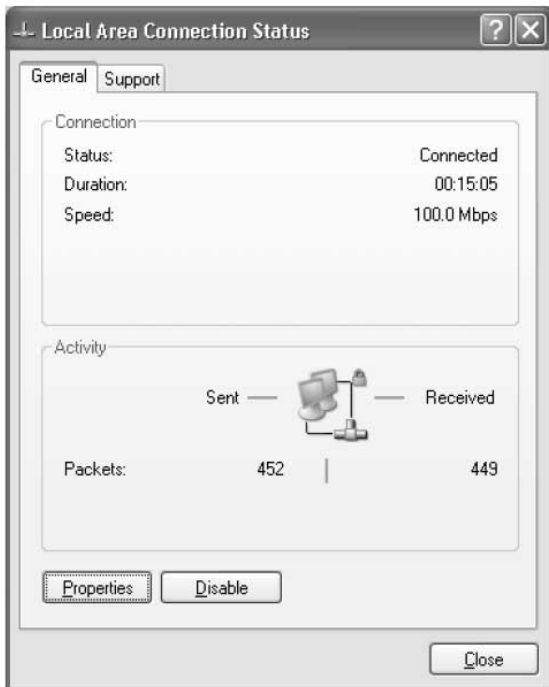 Local Area Connection Status
General Support
Connection
Status: Connected
Duration: 00:15:05
Speed: 100.0 Mbps
Activity
Sent Received
Packets: 452 449
Properties Disable
Close